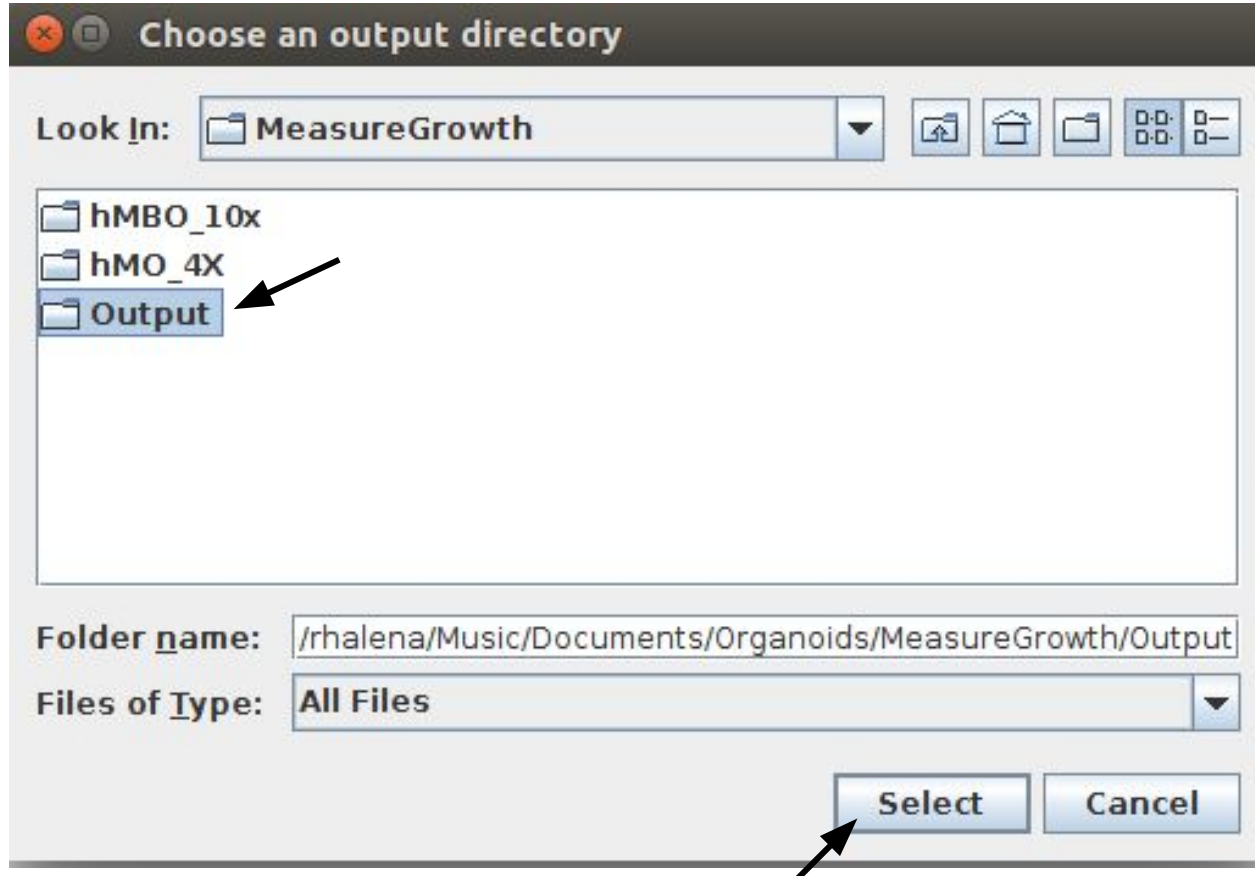 Choose an output directory
Look In: MeasureGrowth
hMBO_10x
hMO_4X
Output
Folder name: /rhalena/Music/Documents/Organoids/MeasureGrowth/Output
Files of Type: All Files
Select Cancel